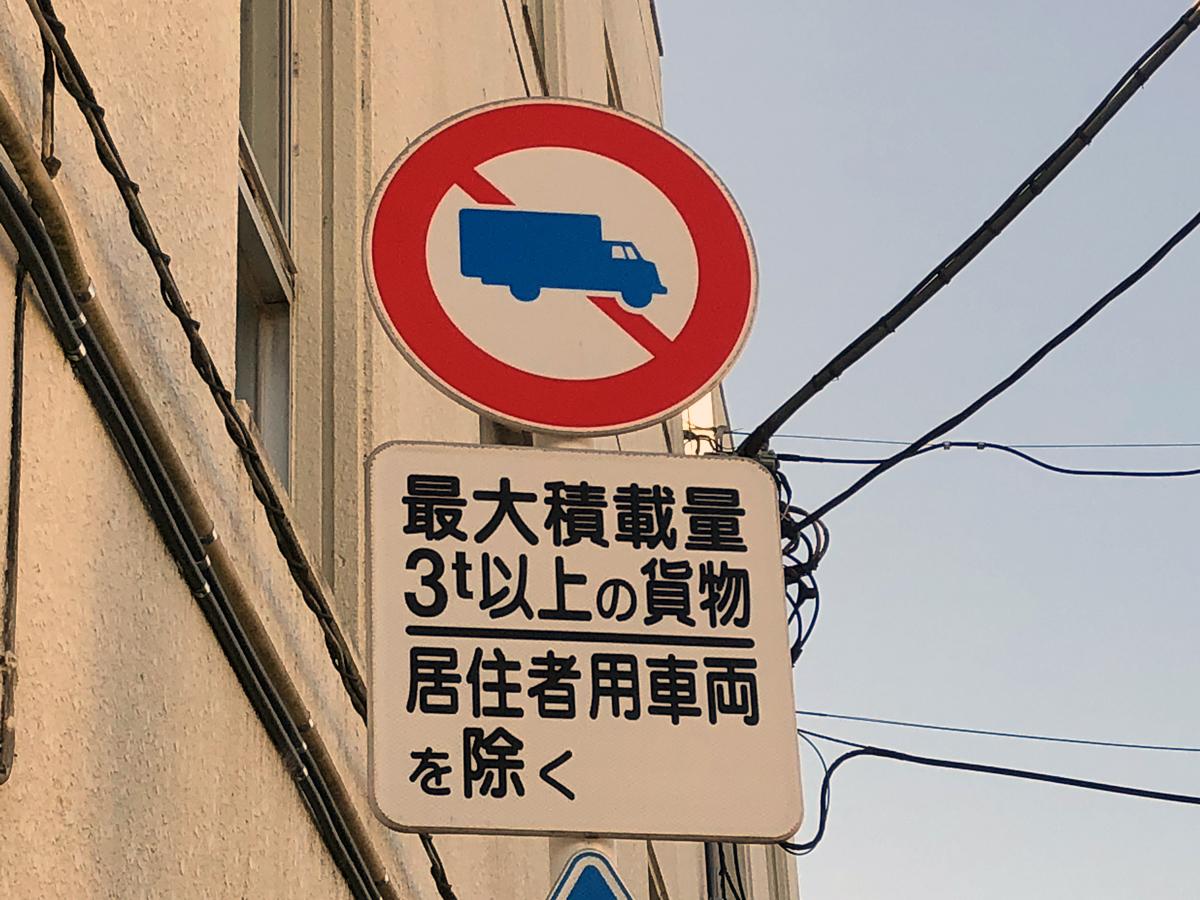 最大積載量
3t以上の貨物
居住者用車両
を除く